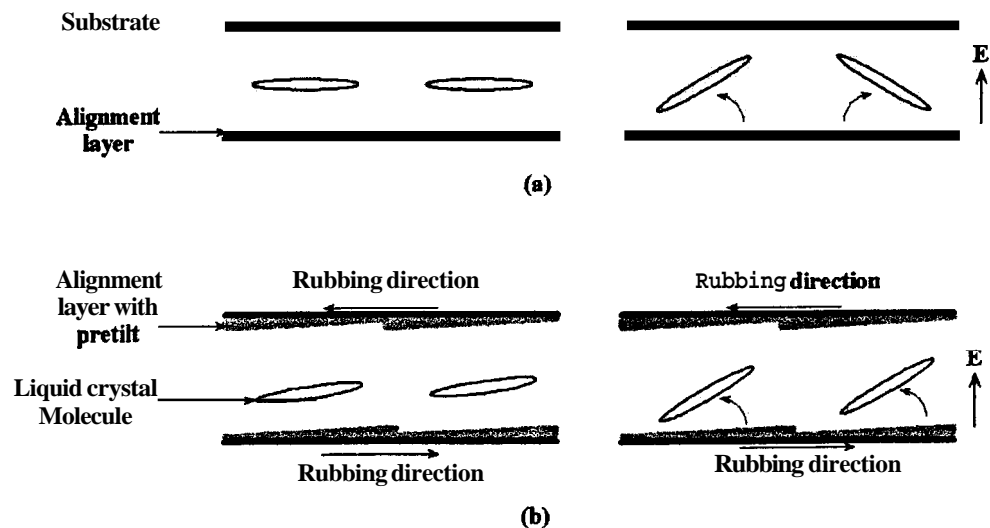 Substrate
E
Alignment
layer
(a)
Alignment
layer with
pretilt
Rubbing direction
Rubbing direction
Liquid crystal
Molecule
E
Rubbing direction
Rubbing direction
(b)